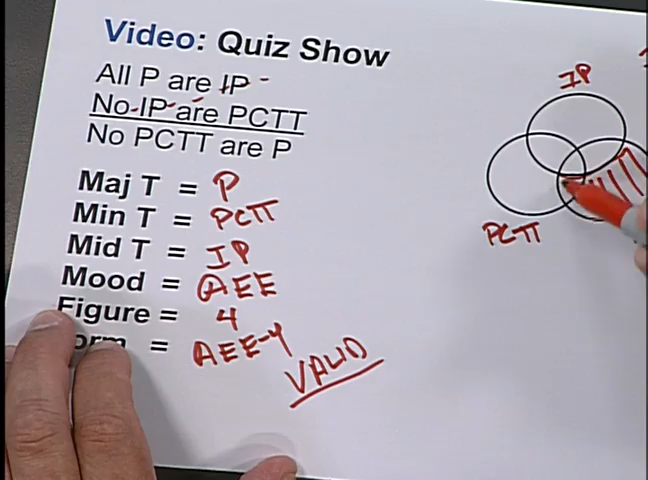 Video: Quiz Show
All P are IP
No IP are PCTT
No PCTT are P
Maj T = P
Min T = PCTT
Mid T = IP
Mood = AEE
Figure = 4
orm = AEE-4
VALID
IP
PCTT